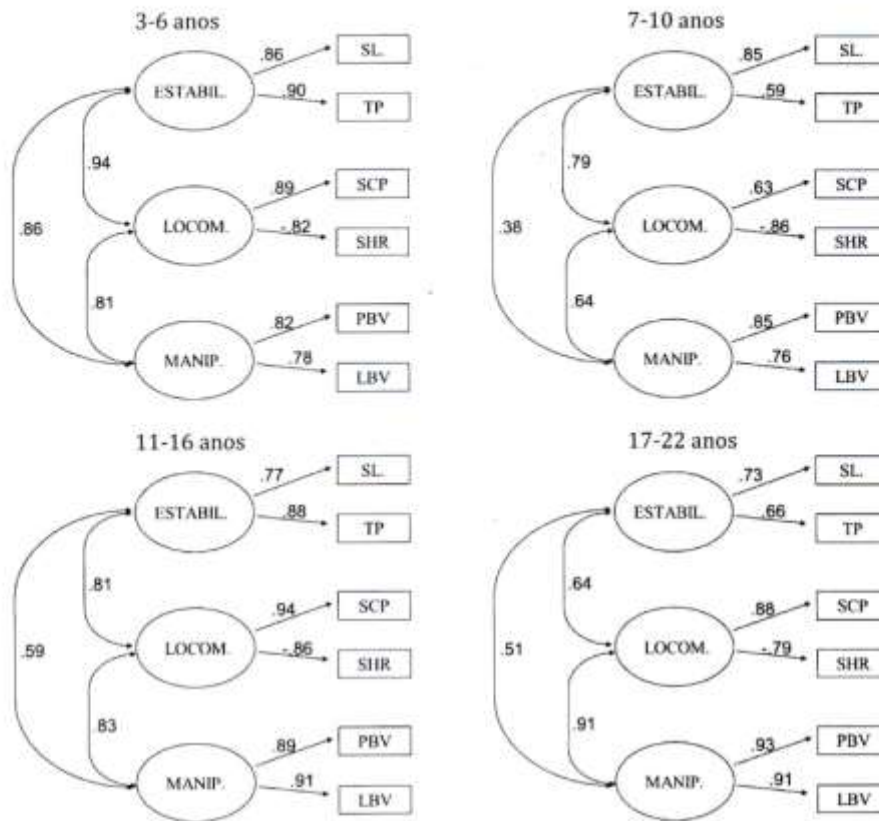 3-6 anos
.86
SL.
ESTABIL.
.90
TP
.94
.89
SCP
LOCOM.
-.82
SHR
.86
.81
.82
PBV
MANIP.
.78
LBV
7-10 anos
.85
SL.
ESTABIL.
.59
TP
.79
.63
SCP
LOCOM.
-.86
SHR
.38
.64
.85
PBV
MANIP.
.76
LBV
11-16 anos
.77
SL.
ESTABIL.
.88
TP
.81
.94
SCP
LOCOM.
-.86
SHR
.59
.83
.89
PBV
MANIP.
.91
LBV
17-22 anos
.73
SL.
ESTABIL.
.66
TP
.64
.88
SCP
LOCOM.
-.79
SHR
.51
.91
.93
PBV
MANIP.
.91
LBV